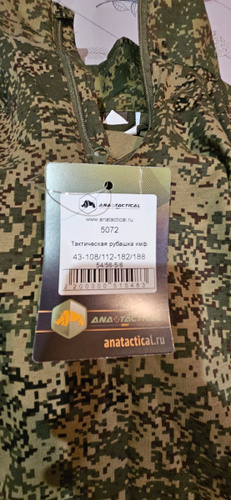 ANA TACTICAL
www.anatactical.ru
5072
Тактическая рубашка кмф
43-108/112-182/188
54/56-5/6
ANA TACTICAL
anatactical.ru